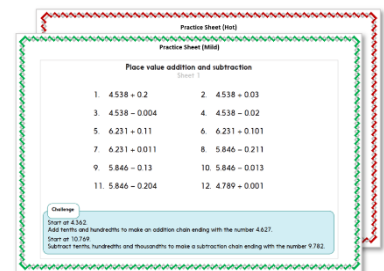 Practice Sheet (Hot)
Practice Sheet (Mild)
Place value addition and subtraction
Sheet 1
1. 4.538 + 0.2 2. 4.538 + 0.03
3. 4.538 – 0.004 4. 4.538 – 0.02
5. 6.231 + 0.11 6. 6.231 + 0.101
7. 6.231 + 0.011 8. 5.846 – 0.211
9. 5.846 – 0.13 10. 5.846 – 0.013
11. 5.846 – 0.204 12. 4.789 + 0.001
Challenge
Start at 4.362.
Add tenths and hundredths to make an addition chain ending with the number 4.627.
Start at 10.769.
Subtract tenths, hundredths and thousandths to make a subtraction chain ending with the number 9.782.